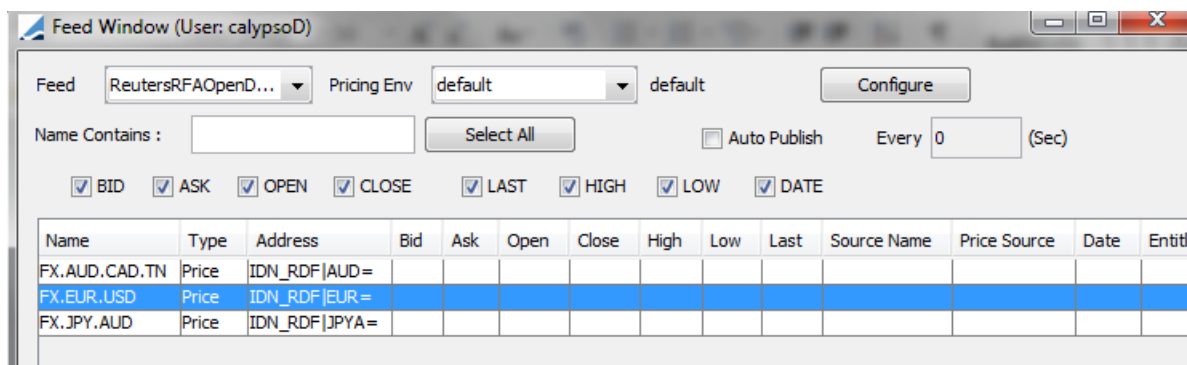 Feed Window (User: calypsoD)
Feed ReutersRFAOpenD... Pricing Env default default Configure
Name Contains : Select All Auto Publish Every 0 (Sec)
BID ASK OPEN CLOSE LAST HIGH LOW DATE
Name Type Address Bid Ask Open Close High Low Last Source Name Price Source Date Entitl
FX.AUD.CAD.TN Price IDN_RDF|AUD=
FX.EUR.USD Price IDN_RDF|EUR=
FX.JPY.AUD Price IDN_RDF|JPYA=